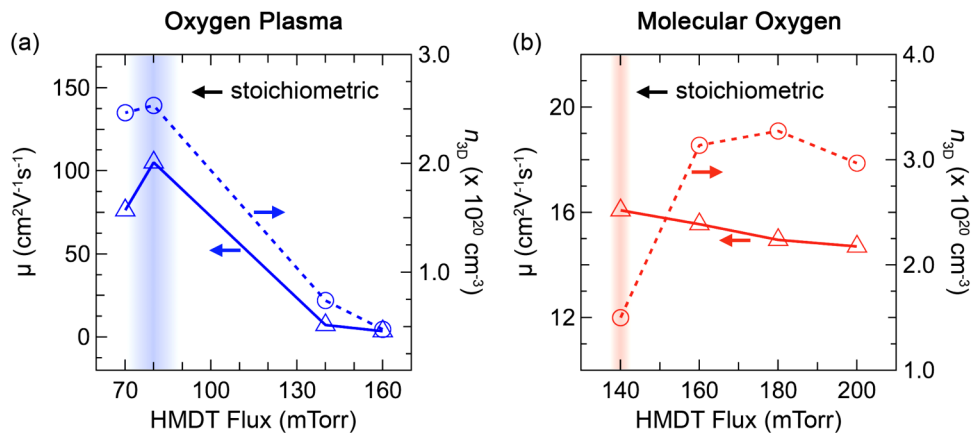 Oxygen Plasma
(a)
μ (cm²V⁻¹s⁻¹)
150
100
50
0
stoichiometric
3.0
2.0
1.0
n₃D (x 10²⁰ cm⁻³)
70 100 130 160
HMDT Flux (mTorr)
Molecular Oxygen
(b)
μ (cm²V⁻¹s⁻¹)
20
16
12
stoichiometric
4.0
3.0
2.0
1.0
n₃D (x 10²⁰ cm⁻³)
140 160 180 200
HMDT Flux (mTorr)